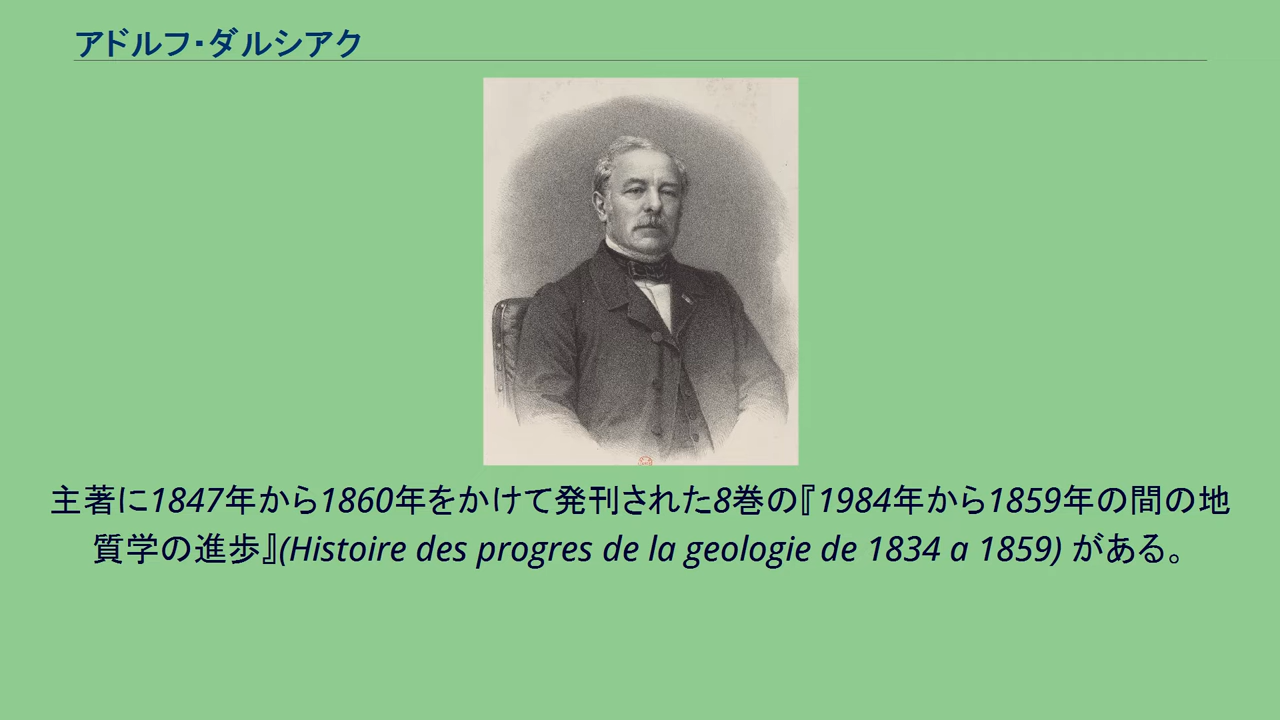 アドルフ・ダルシアク
主著に1847年から1860年をかけて発刊された8巻の『1984年から1859年の間の地
質学の進歩』(Histoire des progres de la geologie de 1834 a 1859) がある。